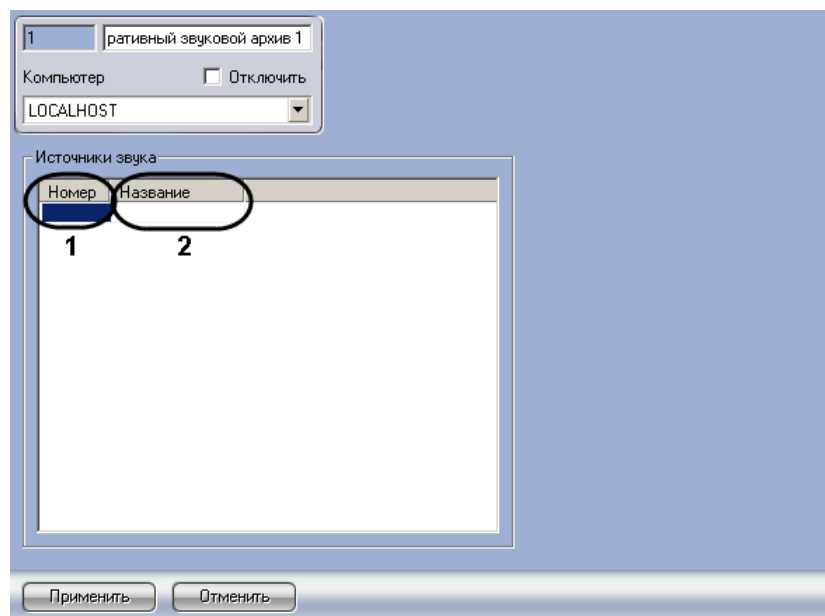 1 ративный звуковой архив 1
Компьютер Отключить
LOCALHOST
Источники звука
Номер Название
1 2
Применить Отменить